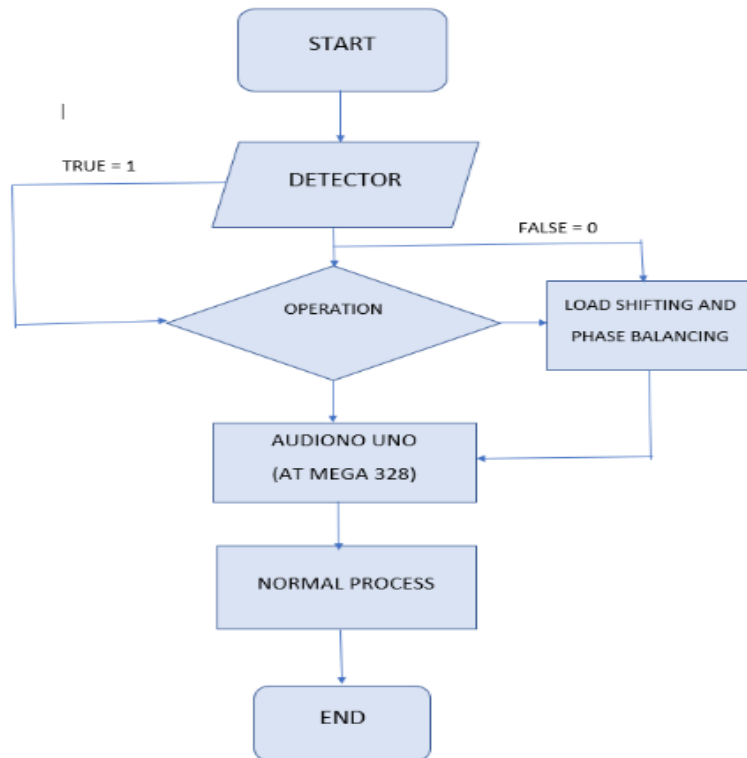 START
TRUE = 1
DETECTOR
FALSE = 0
OPERATION
LOAD SHIFTING AND
PHASE BALANCING
AUDIONO UNO
(AT MEGA 328)
NORMAL PROCESS
END